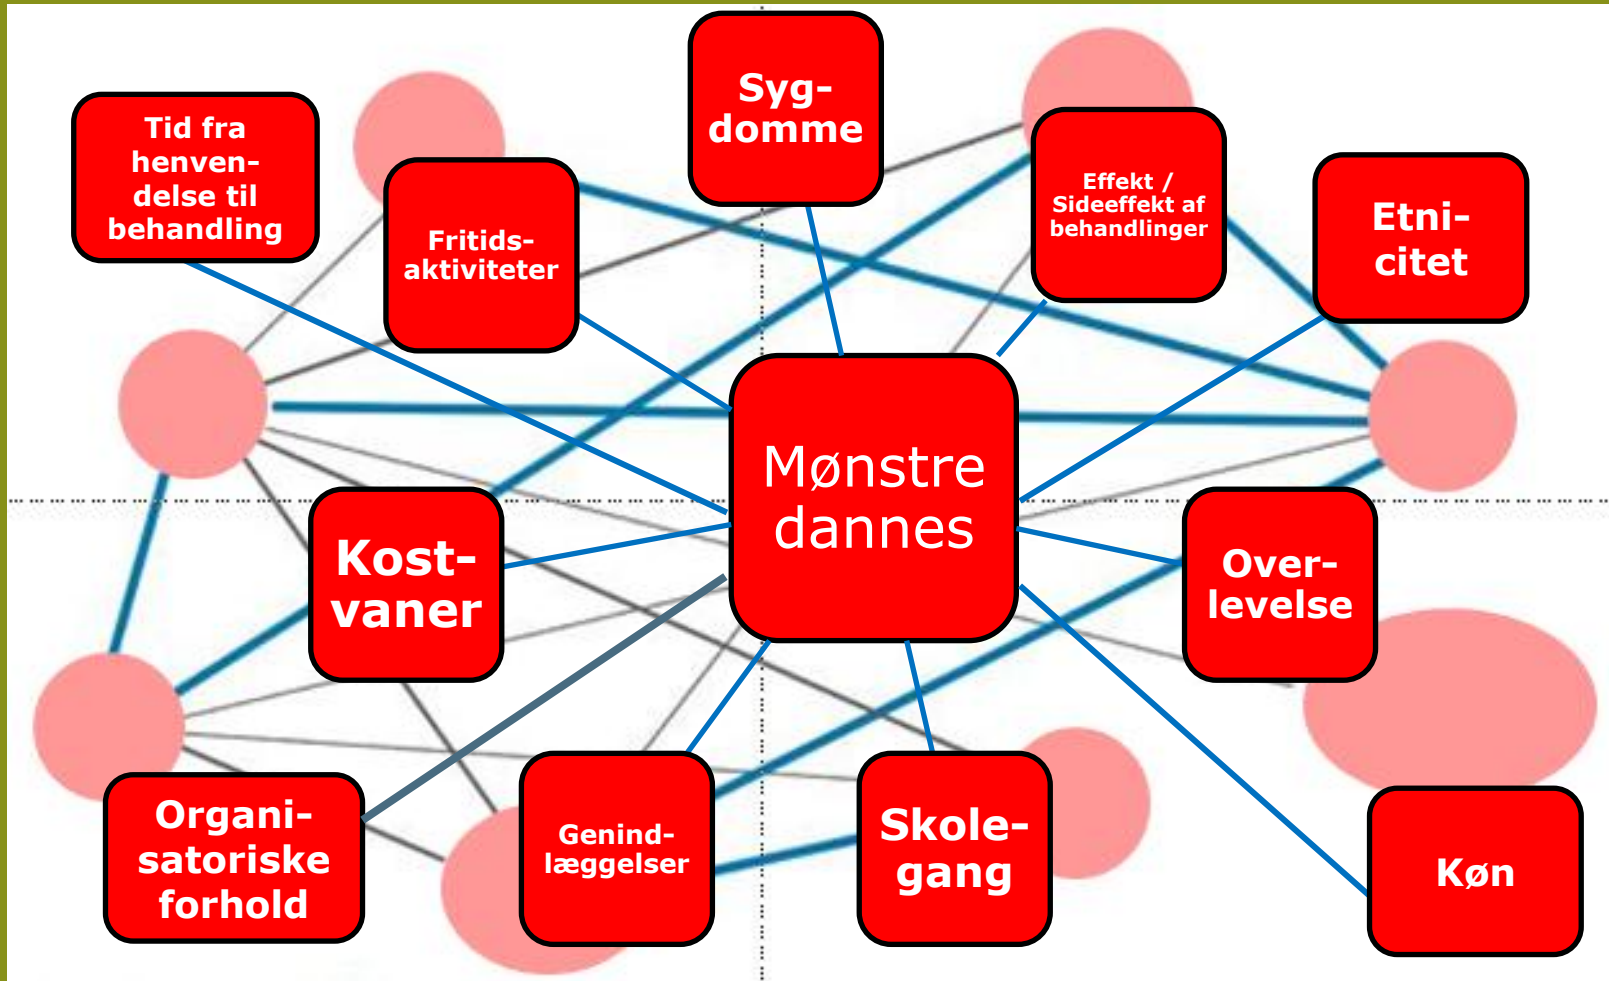 Syg-
domme
Tid fra
henven-
delse til
behandling
Fritids-
aktiviteter
Effekt /
Sideeffekt af
behandlinger
Etni-
citet
Mønstre
dannes
Kost-
vaner
Over-
levelse
Organi-
satoriske
forhold
Genind-
læggelser
Skole-
gang
Køn